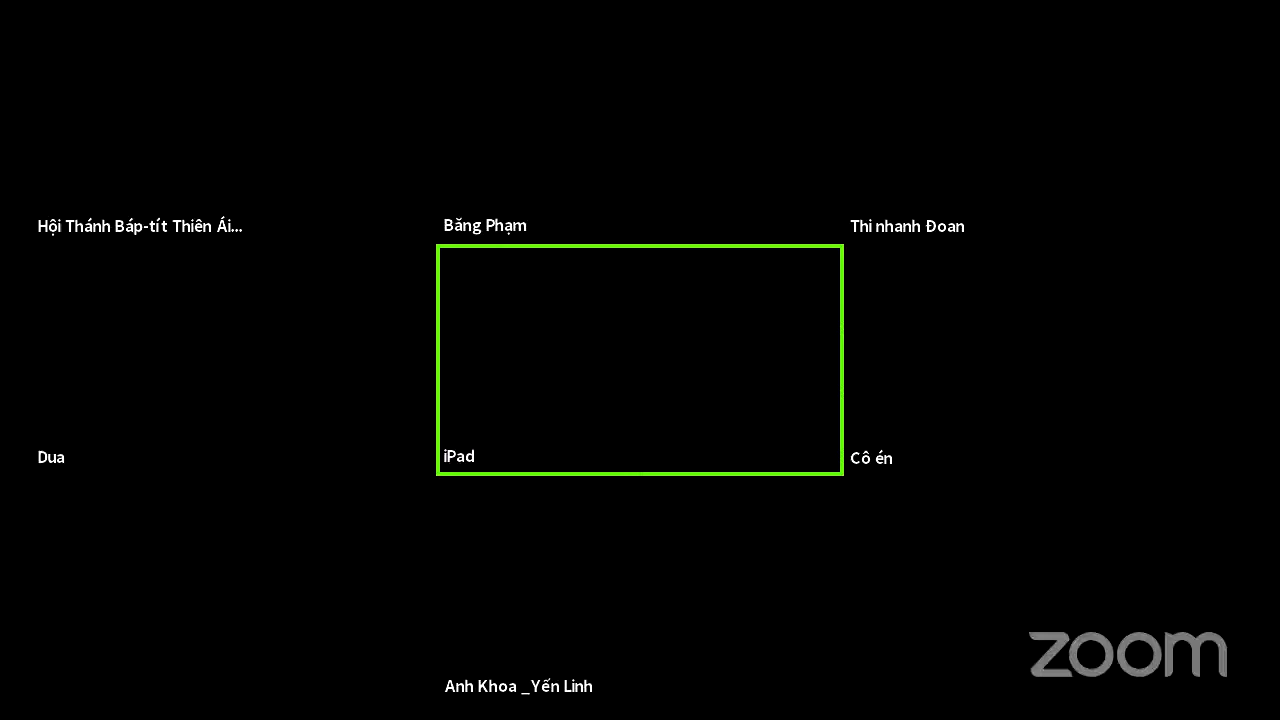 Hội Thánh Báp-tít Thiên Ái...
Băng Phạm
Thi nhanh Đoan
Dua
iPad
Cô én
zoom
Anh Khoa _Yến Linh